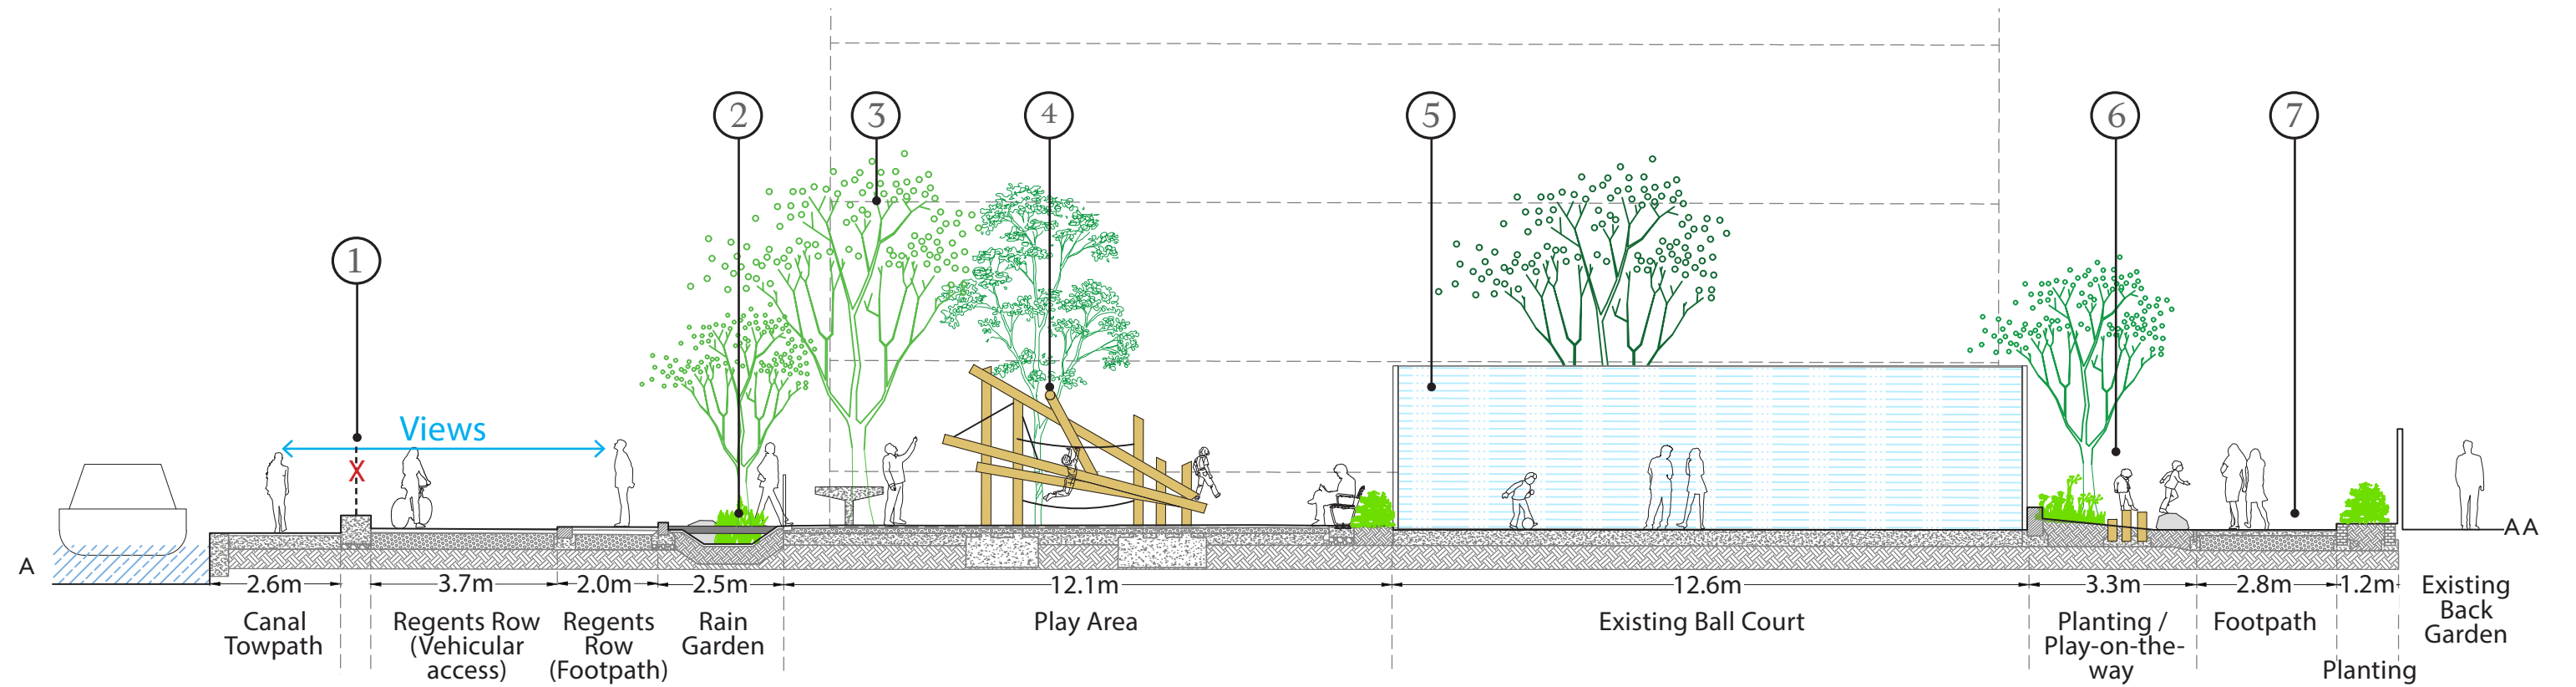 1
2
3
4
5
6
7
Views
X
A
AA
2.6m
3.7m
2.0m
2.5m
12.1m
12.6m
3.3m
2.8m
1.2m
Canal
Towpath
Regents Row
(Vehicular
access)
Regents
Row
(Footpath)
Rain
Garden
Play Area
Existing Ball Court
Planting /
Play-on-the-
way
Footpath
Planting
Existing
Back
Garden